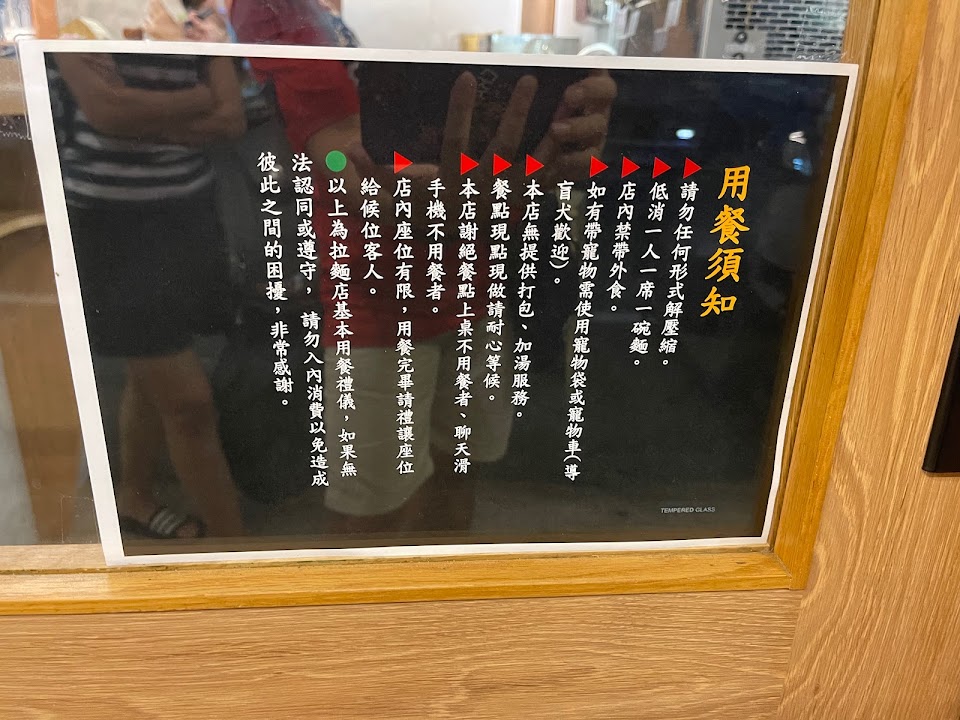 用餐須知
▶請勿任何形式解壓縮。
▶低消一人一席一碗麵。
▶店內禁帶外食。
▶如有帶寵物需使用寵物袋或寵物車(導
盲犬歡迎)。
▶本店無提供打包、加湯服務。
▶餐點現點現做請耐心等候。
▶本店謝絕餐點上桌不用餐者、聊天滑
手機不用餐者。
▶店內座位有限，用餐完畢請禮讓座位
給候位客人。
●以上為拉麵店基本用餐禮儀，如果無
法認同或遵守，請勿入內消費以免造成
彼此之間的困擾，非常感謝。
TEMPERED GLASS